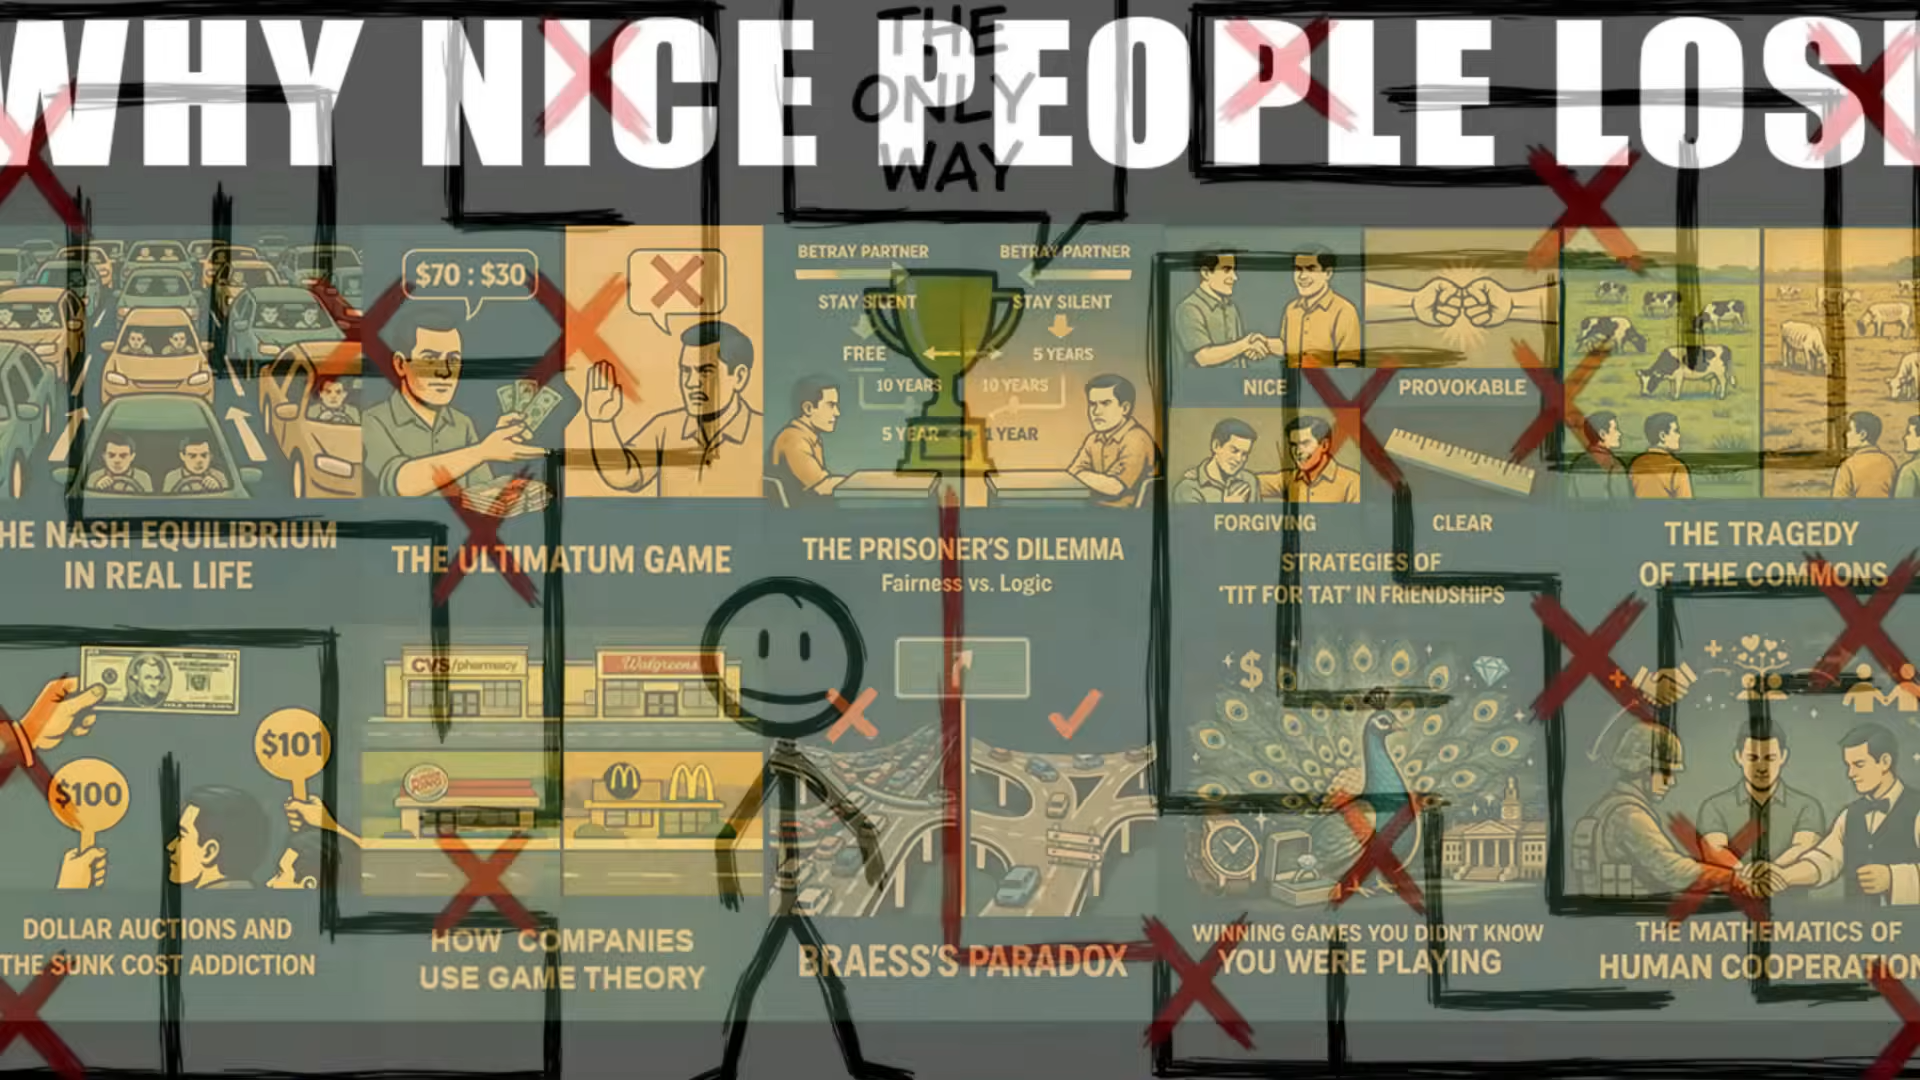 WHY NICE PEOPLE LOSE
THE
ONLY
WAY
$70 : $30
BETRAY PARTNER
STAY SILENT
FREE
10 YEARS
5 YEAR
BETRAY PARTNER
STAY SILENT
5 YEARS
10 YEARS
1 YEAR
NICE
PROVOKABLE
FORGIVING
CLEAR
HE NASH EQUILIBRIUM
IN REAL LIFE
THE ULTIMATUM GAME
THE PRISONER'S DILEMMA
Fairness vs. Logic
STRATEGIES OF
'TIT FOR TAT' IN FRIENDSHIPS
THE TRAGEDY
OF THE COMMONS
$100
$101
CVS/pharmacy
Walgreens
BURGER
KING
$
DOLLAR AUCTIONS AND
THE SUNK COST ADDICTION
HOW COMPANIES
USE GAME THEORY
BRAESS'S PARADOX
WINNING GAMES YOU DIDN'T KNOW
YOU WERE PLAYING
THE MATHEMATICS OF
HUMAN COOPERATION